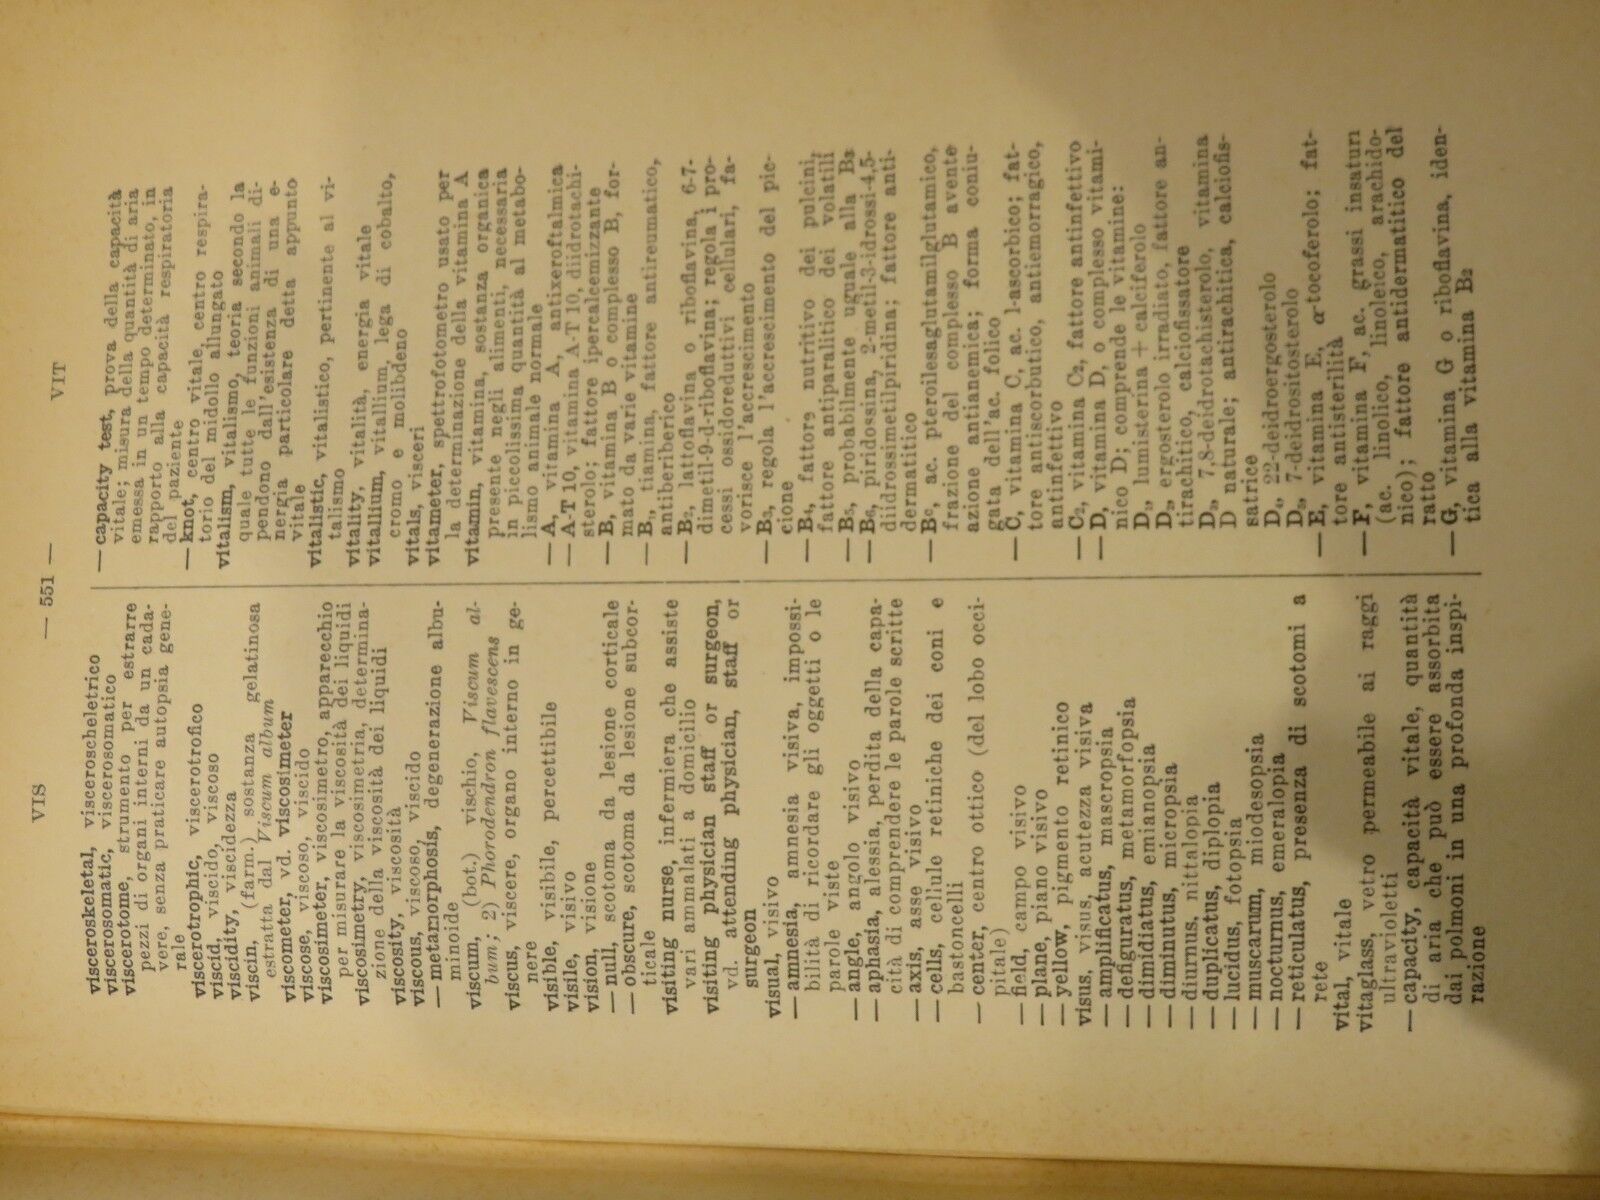 VIS
— 551 —
VIT
visceroskeletal, visceroscheletrico
viscerosomatic, viscerosomatico
viscerotome, strumento per estrarre
pezzi di organi interni da un cada-
vere, senza praticare autopsia gene-
rale
viscerotrophic, viscerotrofico
viscid, viscido, viscoso
viscidity, viscidezza
viscin, (farm.) sostanza gelatinosa
estratta dal Viscum album
viscometer, vd. viscosimeter
viscose, viscoso, viscido
viscosimeter, viscosimetro, apparecchio
per misurare la viscosità dei liquidi
viscosimetry, viscosimetria, determina-
zione della viscosità dei liquidi
viscosity, viscosità
viscous, viscoso, viscido
— metamorphosis, degenerazione albu-
minoide
viscum, (bot.) vischio, Viscum al-
bum; 2) Phorodendron flavescens
viscus, viscere, organo interno in ge-
nere
visible, visibile, percettibile
visile, visivo
vision, visione
— null, scotoma da lesione corticale
— obscure, scotoma da lesione subcor-
ticale
visiting nurse, infermiera che assiste
vari ammalati a domicilio
visiting physician staff or surgeon,
vd. attending physician, staff or
surgeon
visual, visivo
— amnesia, amnesia visiva, impossi-
bilità di ricordare gli oggetti o le
parole viste
— angle, angolo visivo
— aphasia, alessia, perdita della capa-
cità di comprendere le parole scritte
— axis, asse visivo
— cells, cellule retiniche dei coni e
bastoncelli
— center, centro ottico (del lobo occi-
pitale)
— field, campo visivo
— plane, piano visivo
— yellow, pigmento retinico
visus, visus, acutezza visiva
— amplificatus, mascropsia
— defiguratus, metamorfopsia
— dimidiatus, emianopsia
— diminutus, micropsia
— diurnus, nittalopia
— duplicatus, diplopia
— lucidus, fotopsia
— muscarum, miodesopsia
— nocturnus, emeralopia
— reticulatus, presenza di scotomi a
rete
vital, vitale
vitaglass, vetro permeabile ai raggi
ultravioletti
— capacity, capacità vitale, quantità
di aria che può essere assorbita
dai polmoni in una profonda inspi-
razione
— capacity test, prova della capacità
vitale; misura della quantità di aria
emessa in un tempo determinato, in
rapporto alla capacità respiratoria
del paziente
— knot, centro vitale, centro respira-
torio del midollo allungato
vitalism, vitalismo, teoria secondo la
quale tutte le funzioni animali di-
pendono dall'esistenza di una e-
nergia particolare detta appunto
vitale
vitalistic, vitalistico, pertinente al vi-
talismo
vitality, vitalità, energia vitale
vitallium, vitallium, lega di cobalto,
cromo e molibdeno
vitals, visceri
vitameter, spettrofotometro usato per
la determinazione della vitamina A
vitamin, vitamina, sostanza organica
presente negli alimenti, necessaria
in piccolissima quantità al metabo-
lismo animale normale
— A, vitamina A, antixeroftalmica
— A-T 10, vitamina A-T 10, diidrotachi-
sterolo; fattore ipercalcemizzante
— B, vitamina B o complesso B, for-
mato da varie vitamine
— B₁, tiamina, fattore antireumatico,
antiberiberico
— B₂, lattoflavina o riboflavina, 6-7-
dimetil-9-d-riboflavina; regola i pro-
cessi ossidoreduttivi cellulari, fa-
vorisce l'accrescimento
— B₃, regola l'accrescimento del pic-
cione
— B₄, fattore nutritivo dei pulcini,
fattore antiparalitico dei volatili
— B₅, probabilmente uguale alla B₃
— B₆, piridossina, 2-metil-3-idrossi-4,5-
diidrossimetilpiridina; fattore anti-
dermatitico
— Bᶜ, ac. pteroilesaglutamilglutamico,
frazione del complesso B avente
azione antianemica; forma coniu-
gata dell'ac. folico
— C, vitamina C, ac. l-ascorbico; fat-
tore antiscorbutico, antiemorragico,
antinfettivo
— C₂, vitamina C₂, fattore antinfettivo
— D, vitamina D, o complesso vitami-
nico D; comprende le vitamine:
D₁, lumisterina + calciferolo
D₂, ergosterolo irradiato, fattore an-
tirachitico, calciofissatore
D₃, 7,8-deidrotachisterolo, vitamina
D naturale; antirachitica, calciofis-
satrice
D₄, 22-deidroergosterolo
D₅, 7-deidrositosterolo
— E, vitamina E, α-tocoferolo; fat-
tore antisterilità
— F, vitamina F, ac. grassi insaturi
(ac. linolico, linoleico, arachido-
nico); fattore antidermatitico del
ratto
— G, vitamina G o riboflavina, iden-
tica alla vitamina B₂